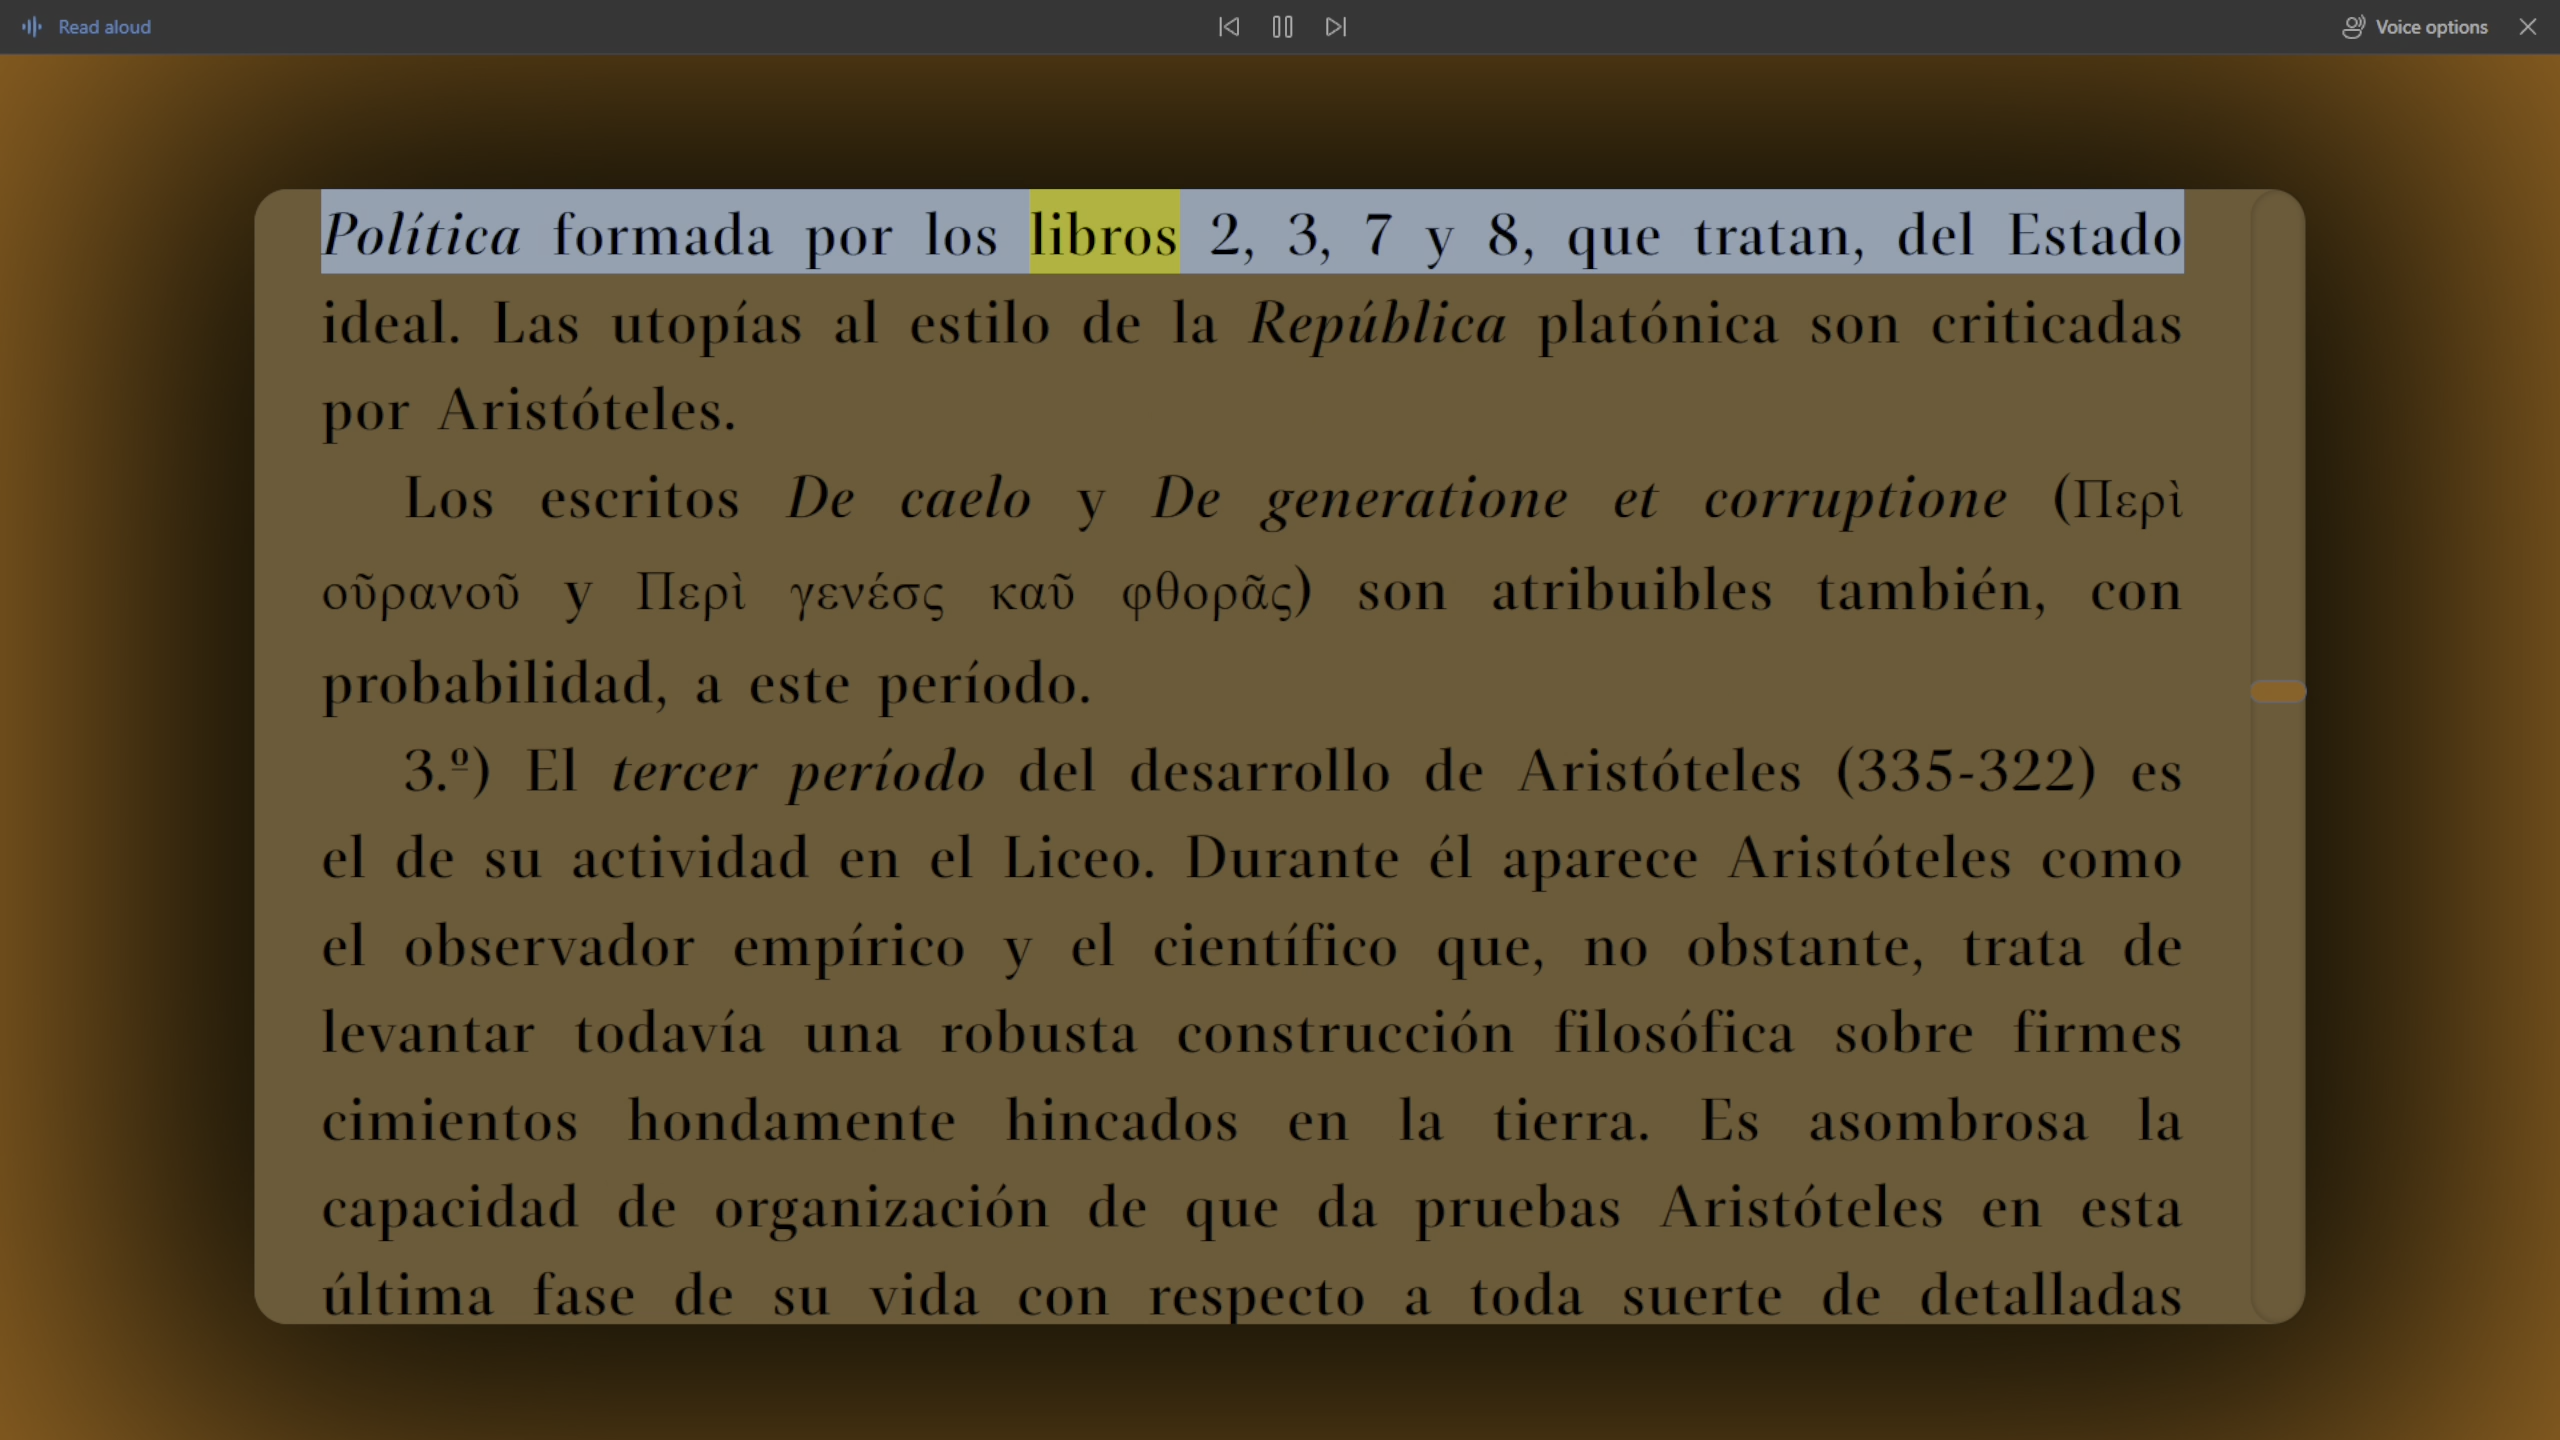 Read aloud
Voice options
Política formada por los libros 2, 3, 7 y 8, que tratan, del Estado
ideal. Las utopías al estilo de la República platónica son criticadas
por Aristóteles.
Los escritos De caelo y De generatione et corruptione (Περὶ
οῦρανοῦ y Περὶ γενέσς καῦ φθορᾶς) son atribuibles también, con
probabilidad, a este período.
3.º) El tercer período del desarrollo de Aristóteles (335-322) es
el de su actividad en el Liceo. Durante él aparece Aristóteles como
el observador empírico y el científico que, no obstante, trata de
levantar todavía una robusta construcción filosófica sobre firmes
cimientos hondamente hincados en la tierra. Es asombrosa la
capacidad de organización de que da pruebas Aristóteles en esta
última fase de su vida con respecto a toda suerte de detalladas